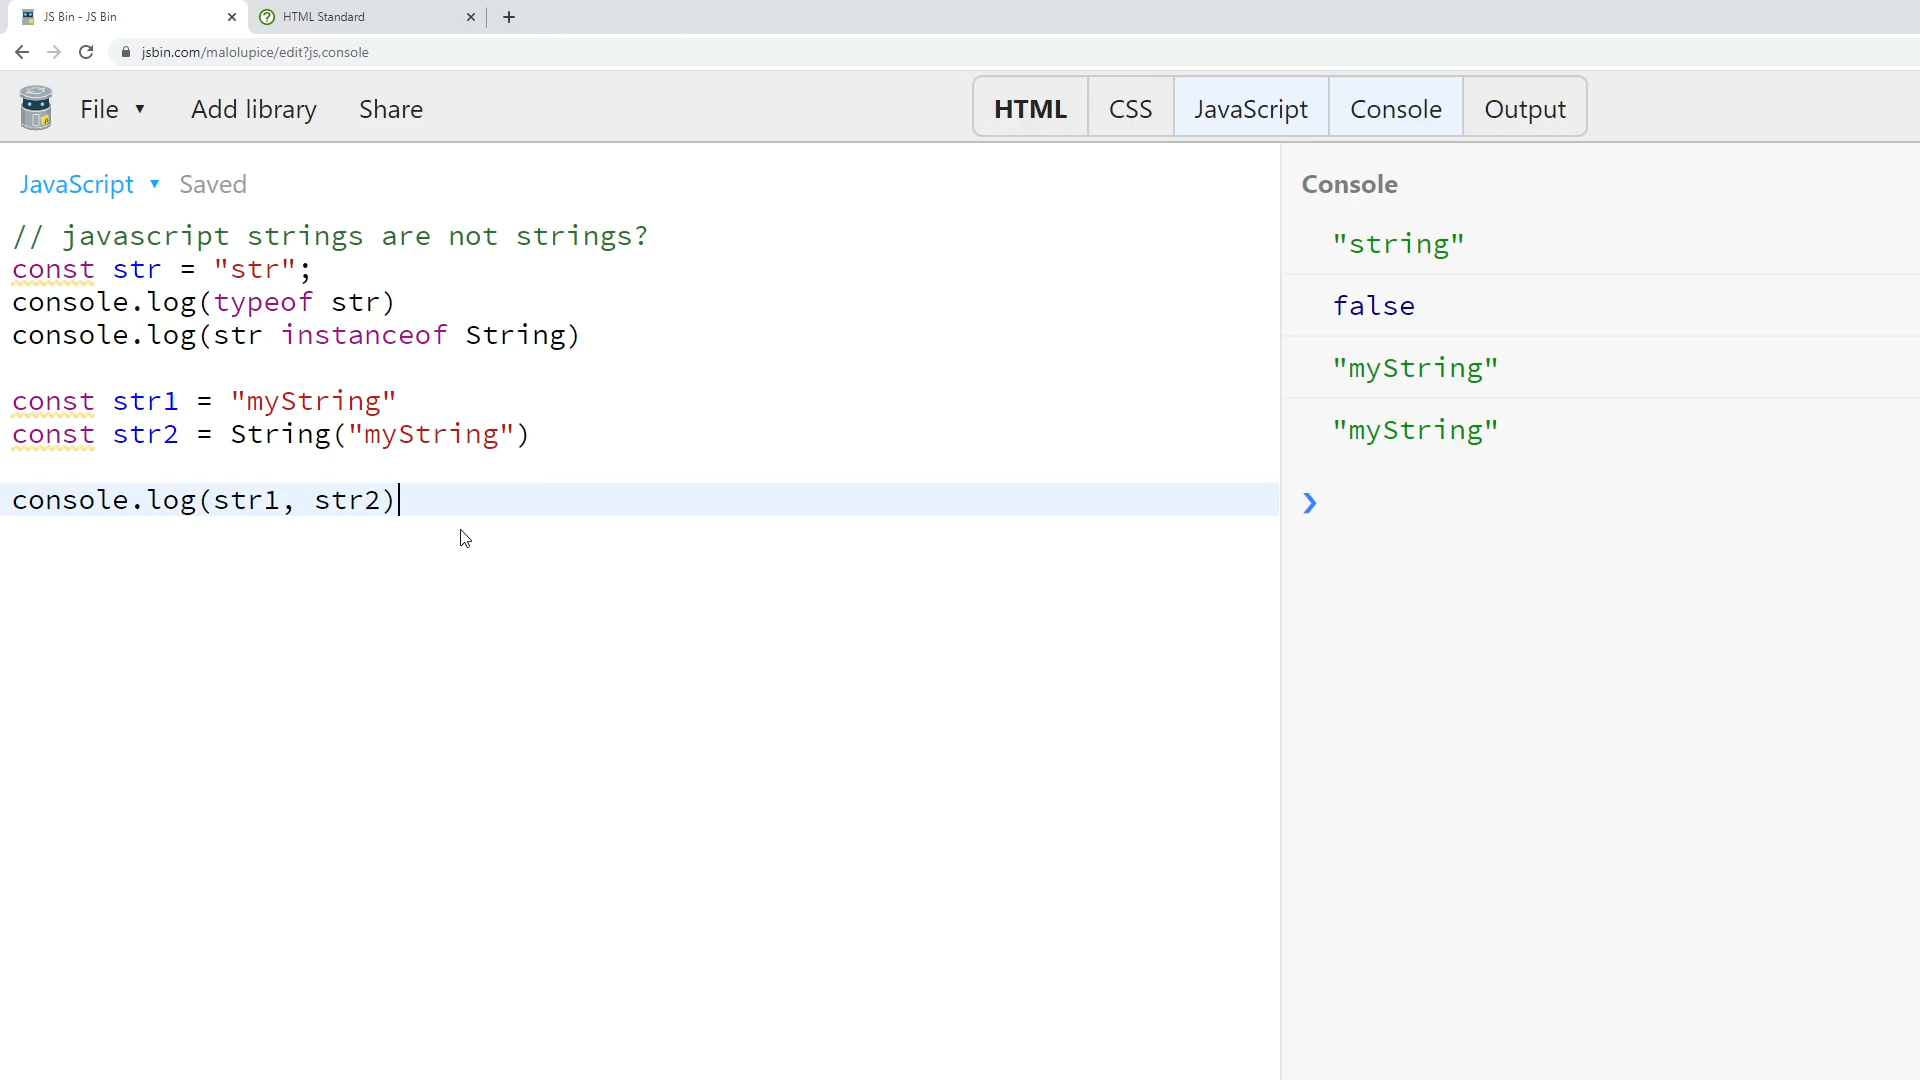 JS Bin - JS Bin
HTML Standard
jsbin.com/malolupice/edit?js,console
File
Add library
Share
HTML
CSS
JavaScript
Console
Output
JavaScript
Saved
// javascript strings are not strings?
const str = "str";
console.log(typeof str)
console.log(str instanceof String)
const str1 = "myString"
const str2 = String("myString")
console.log(str1, str2)
Console
"string"
false
"myString"
"myString"